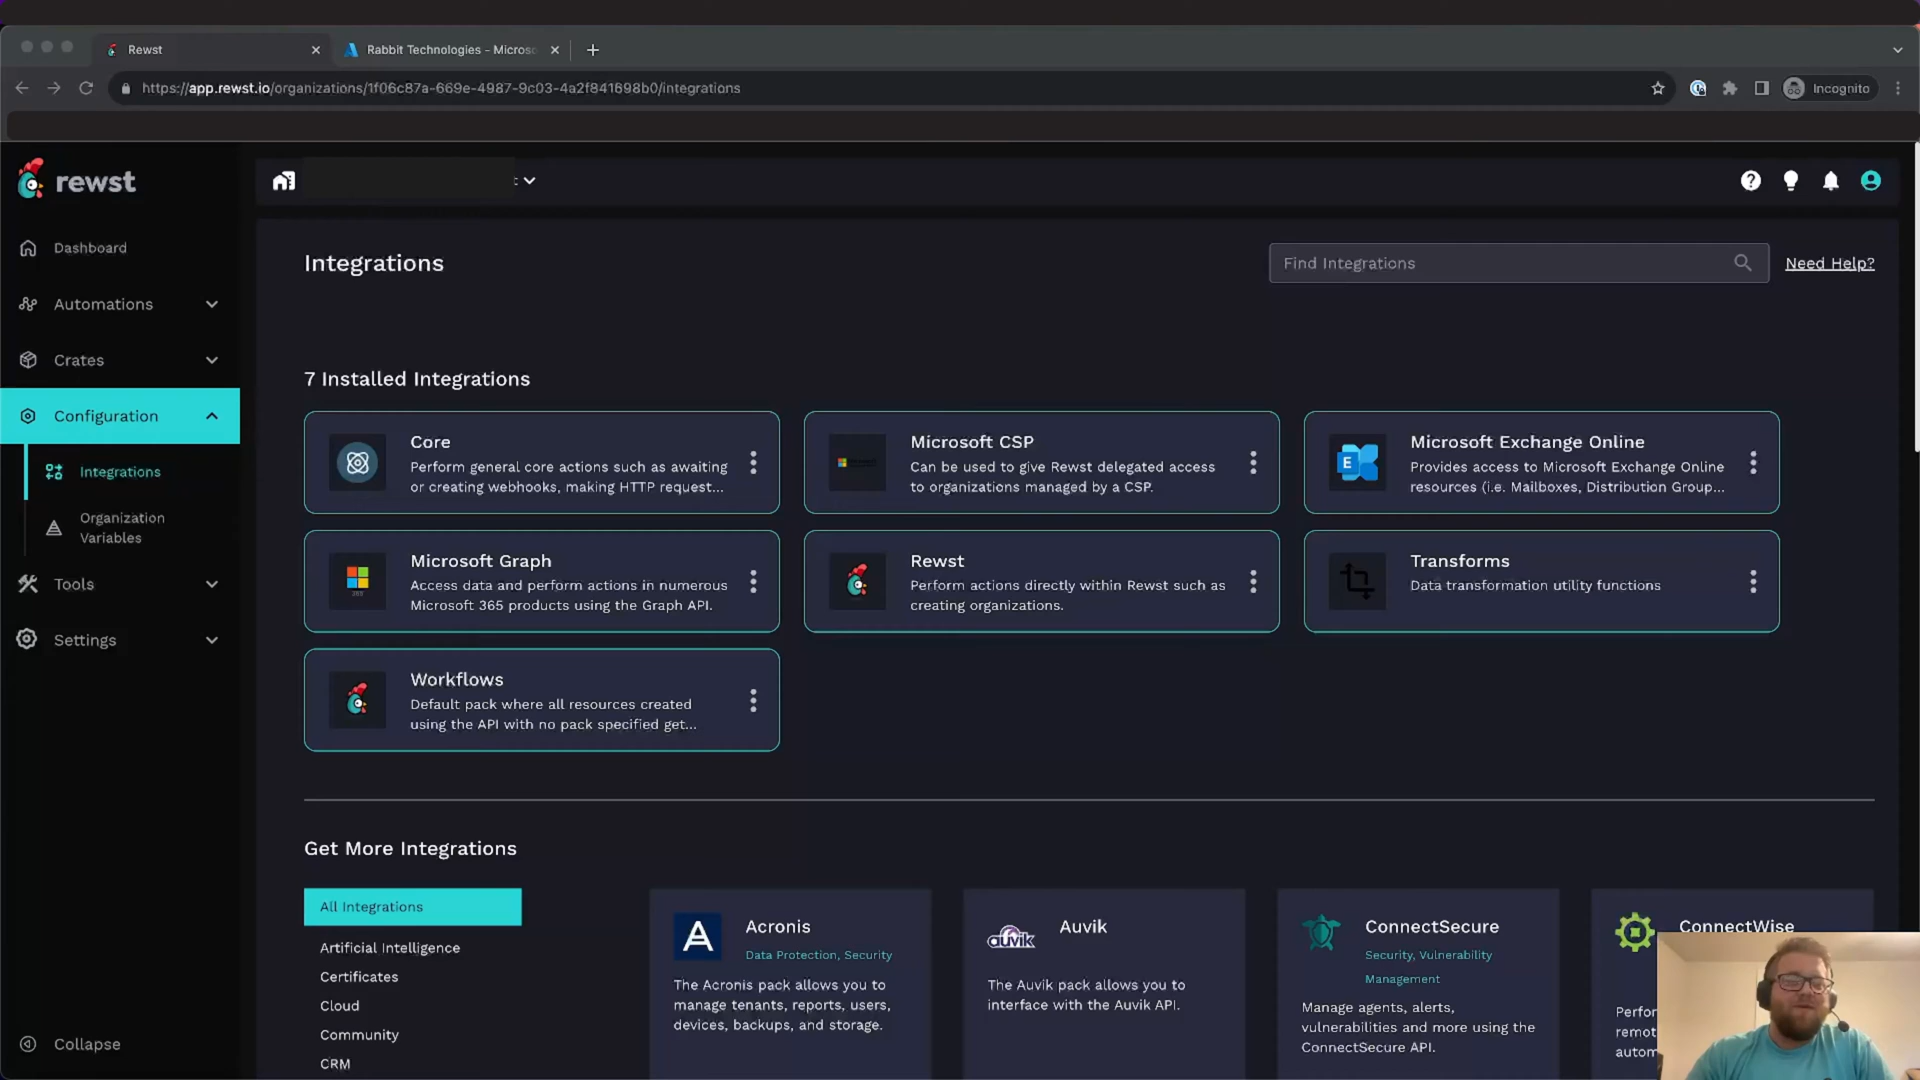 Rewst
Rabbit Technologies - Micros
https://app.rewst.io/organizations/1f06c87a-669e-4987-9c03-4a2f841698b0/integrations
Incognito
rewst
Dashboard
Automations
Crates
Configuration
Integrations
Organization
Variables
Tools
Settings
Collapse
Integrations
Find Integrations
Need Help?
7 Installed Integrations
Core
Perform general core actions such as awaiting
or creating webhooks, making HTTP request...
Microsoft CSP
Can be used to give Rewst delegated access
to organizations managed by a CSP.
Microsoft Exchange Online
Provides access to Microsoft Exchange Online
resources (i.e. Mailboxes, Distribution Group...
Microsoft Graph
Access data and perform actions in numerous
Microsoft 365 products using the Graph API.
Rewst
Perform actions directly within Rewst such as
creating organizations.
Transforms
Data transformation utility functions
Workflows
Default pack where all resources created
using the API with no pack specified get...
Get More Integrations
All Integrations
Artificial Intelligence
Certificates
Cloud
Community
CRM
Acronis
Data Protection, Security
The Acronis pack allows you to
manage tenants, reports, users,
devices, backups, and storage.
auvik
Auvik
The Auvik pack allows you to
interface with the Auvik API.
ConnectSecure
Security, Vulnerability
Management
Manage agents, alerts,
vulnerabilities and more using the
ConnectSecure API.
ConnectWise
Perfor
remot
autom